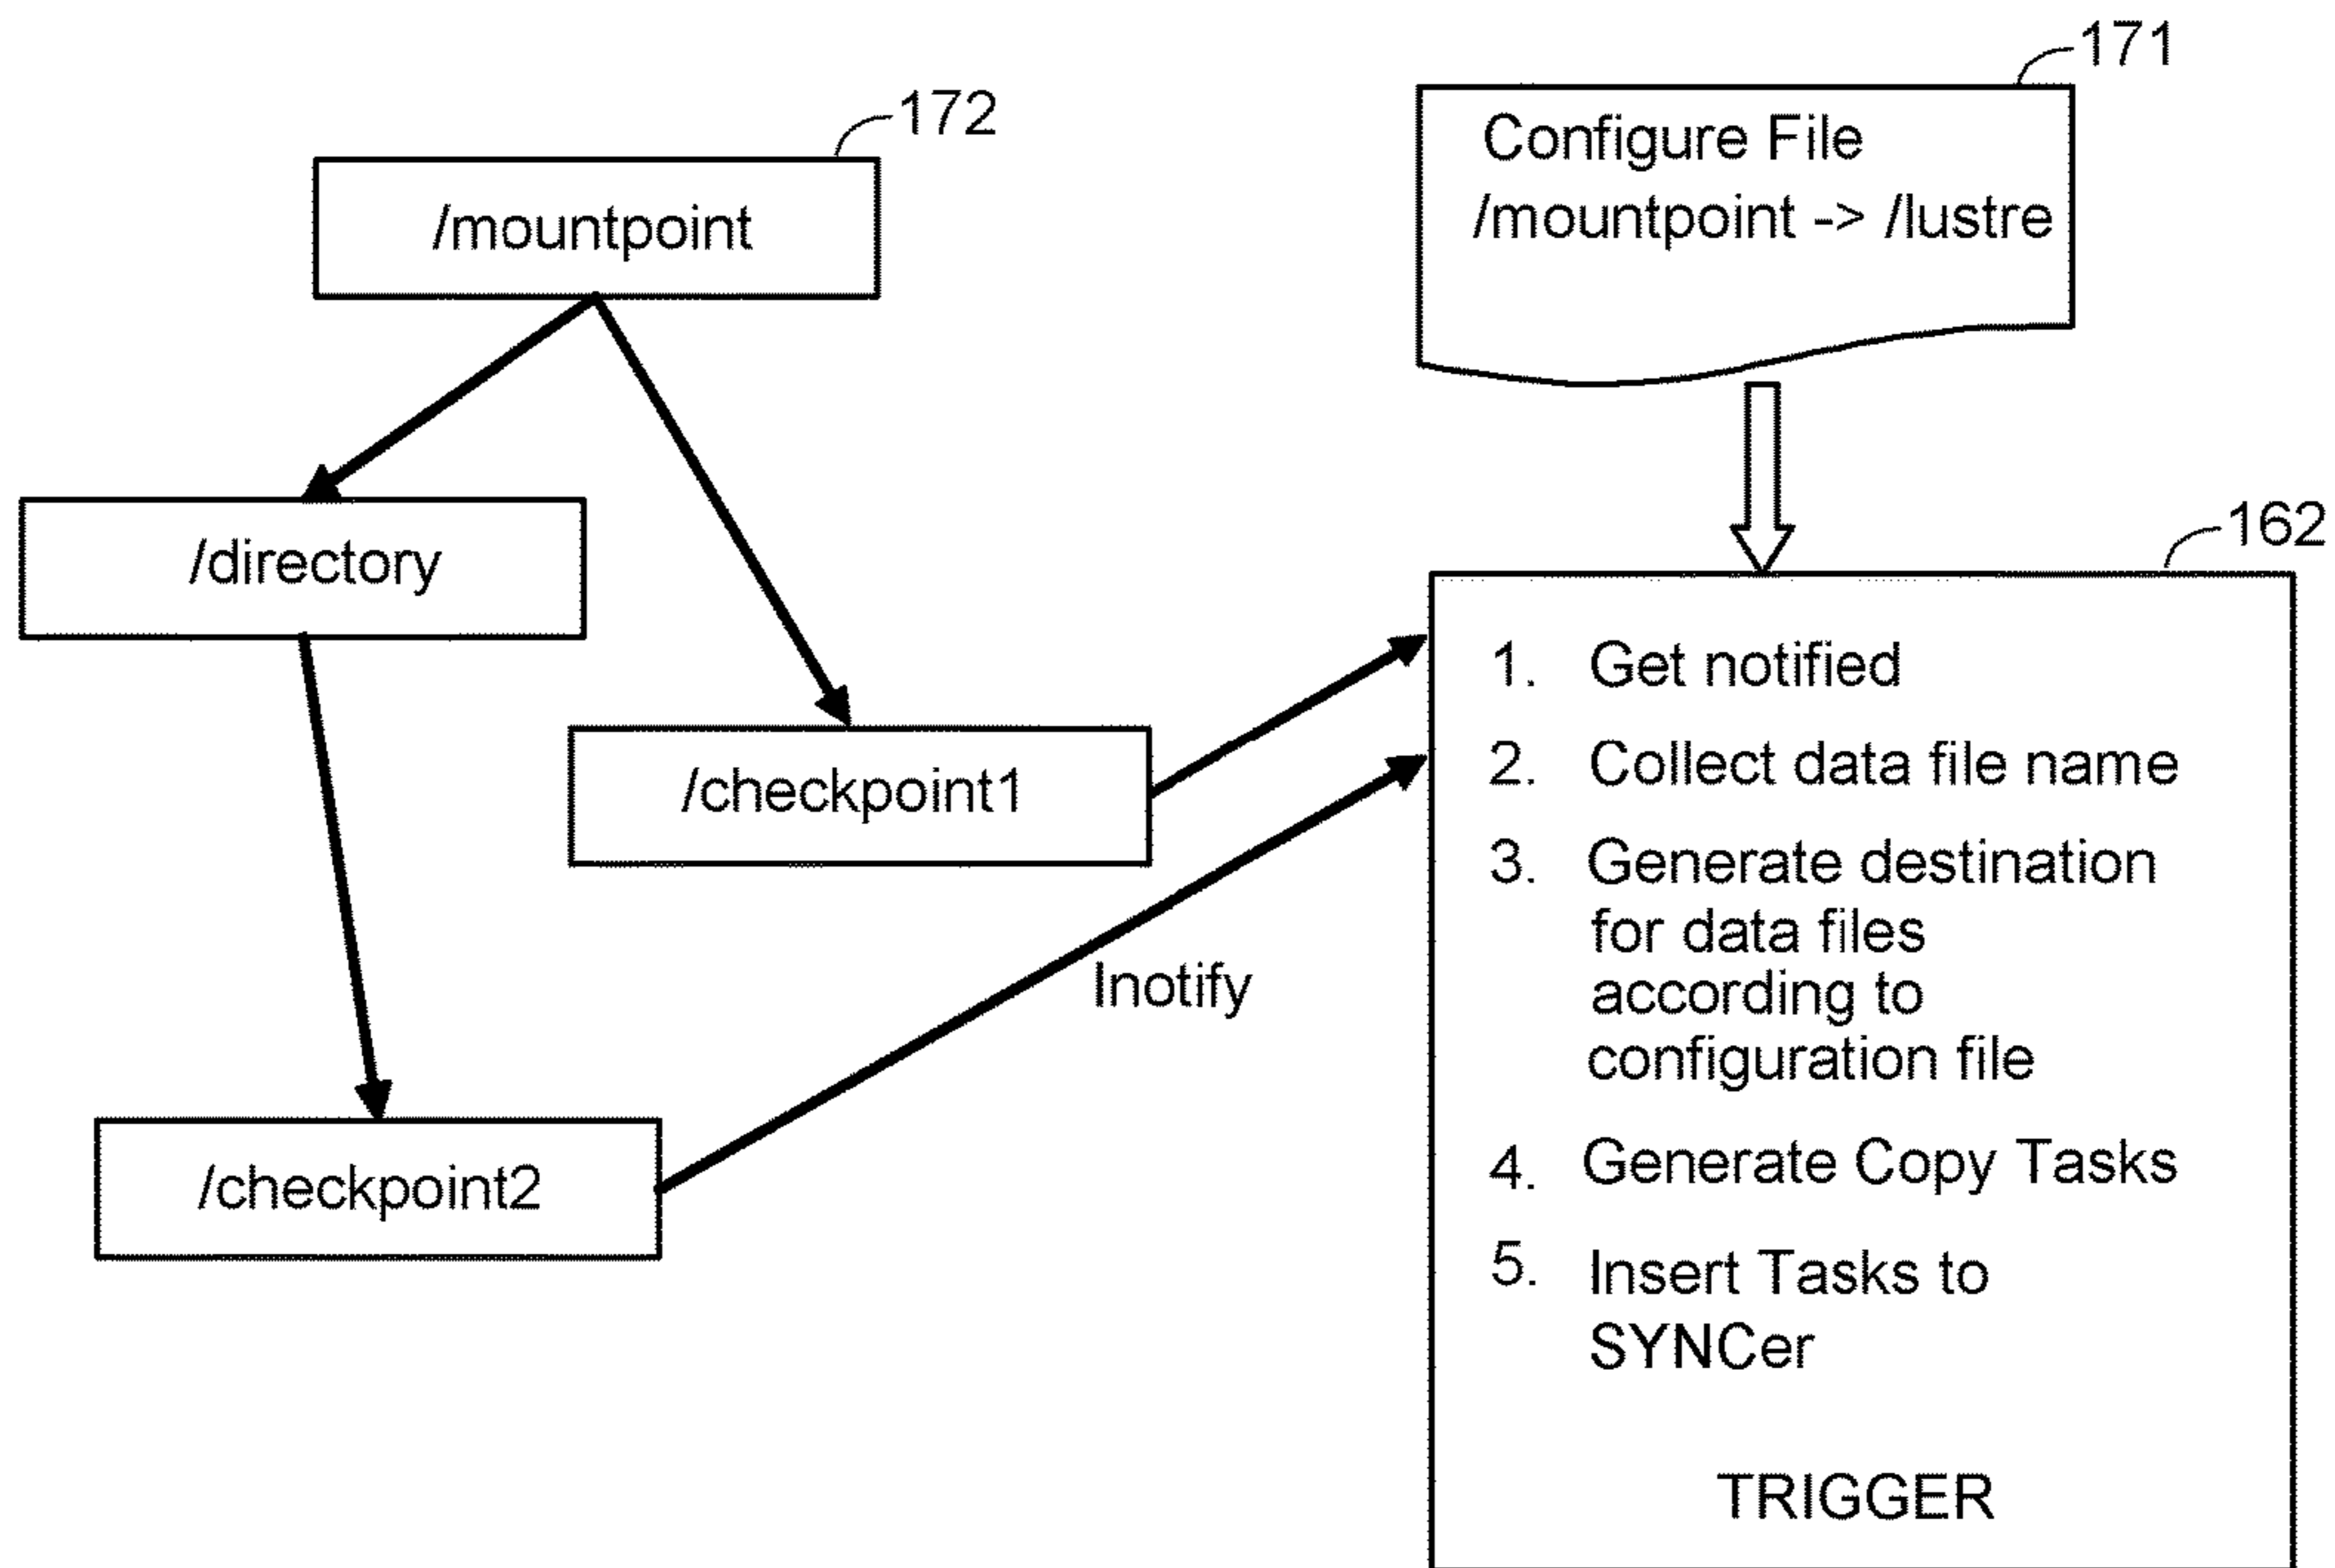 172
/mountpoint
/directory
/checkpoint1
/checkpoint2
Inotify
171
Configure File
/mountpoint -> /lustre
162
1. Get notified
2. Collect data file name
3. Generate destination
for data files
according to
configuration file
4. Generate Copy Tasks
5. Insert Tasks to
SYNCer
TRIGGER